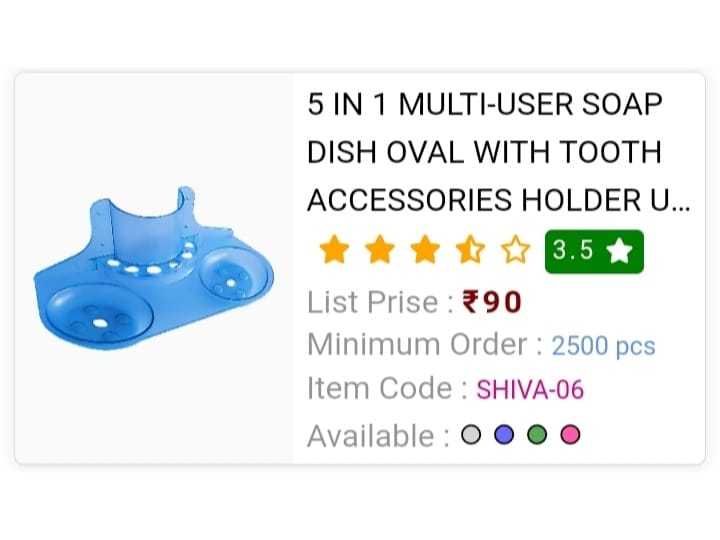 5 IN 1 MULTI-USER SOAP
DISH OVAL WITH TOOTH
ACCESSORIES HOLDER U...
3.5
List Prise : ₹90
Minimum Order : 2500 pcs
Item Code : SHIVA-06
Available :